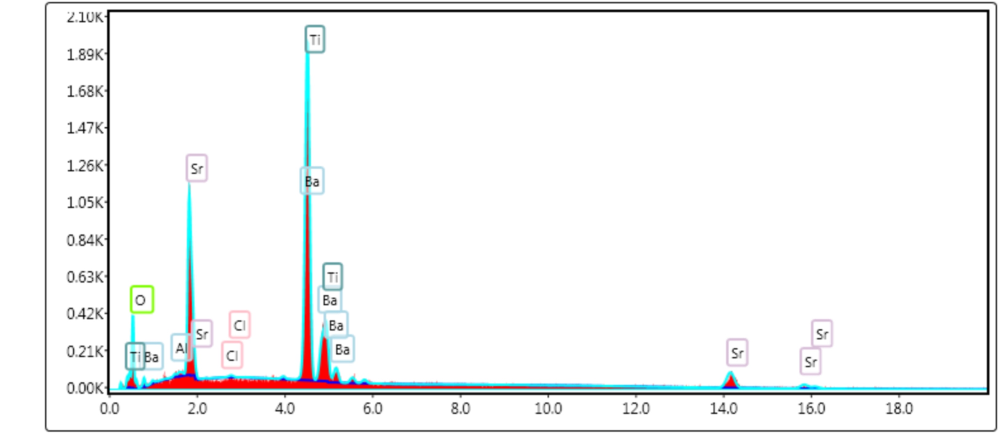 2.10K
1.89K
1.68K
1.47K
1.26K
1.05K
0.84K
0.63K
0.42K
0.21K
0.00K
Ti
Sr
Ba
Ti
O
Ba
Cl
Ba
Sr
Sr
Al
Ba
Sr
Ti
Ba
Cl
Sr
0.0 2.0 4.0 6.0 8.0 10.0 12.0 14.0 16.0 18.0